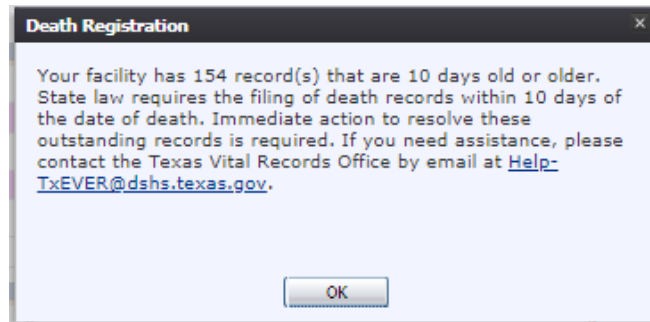 Death Registration
×
Your facility has 154 record(s) that are 10 days old or older.
State law requires the filing of death records within 10 days of
the date of death. Immediate action to resolve these
outstanding records is required. If you need assistance, please
contact the Texas Vital Records Office by email at Help-
TxEVER@dshs.texas.gov.
OK